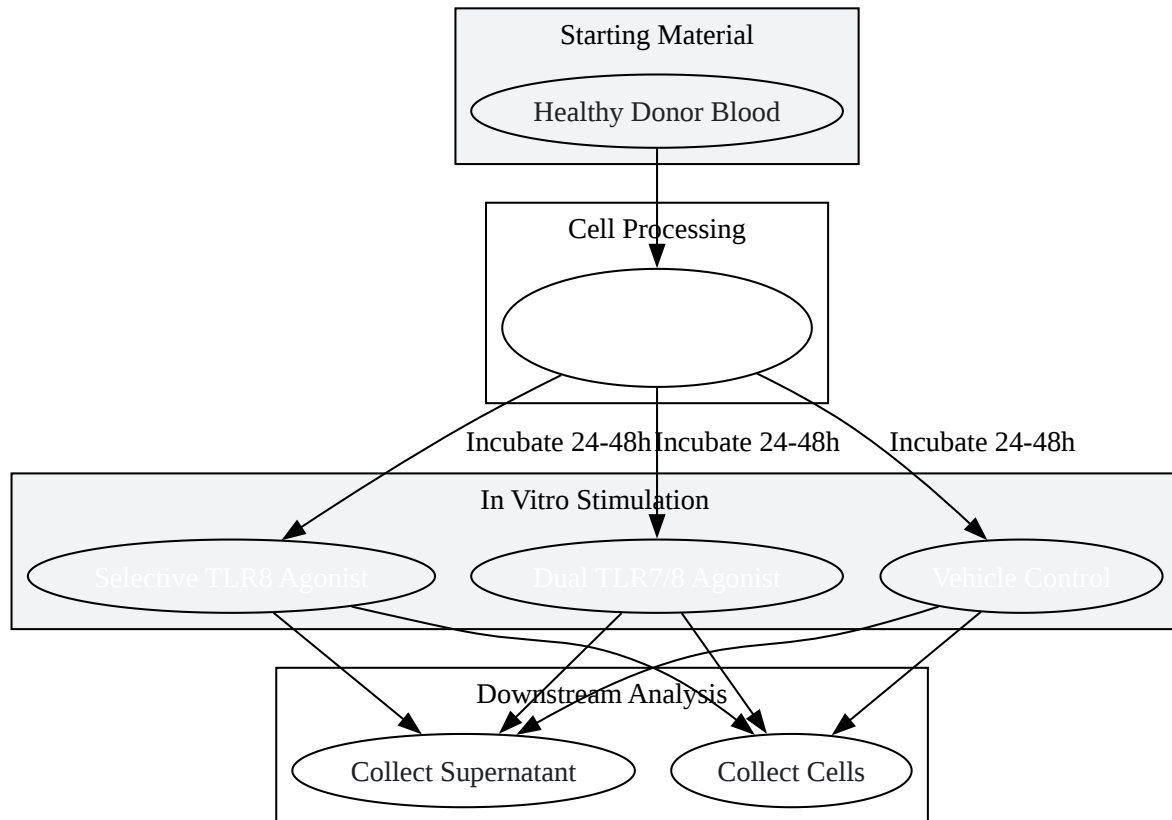 Starting Material
Healthy Donor Blood
Cell Processing
Incubate 24-48h
Incubate 24-48h
Incubate 24-48h
In Vitro Stimulation
Selective TLR8 Agonist
Dual TLR7/8 Agonist
Vehicle Control
Downstream Analysis
Collect Supernatant
Collect Cells